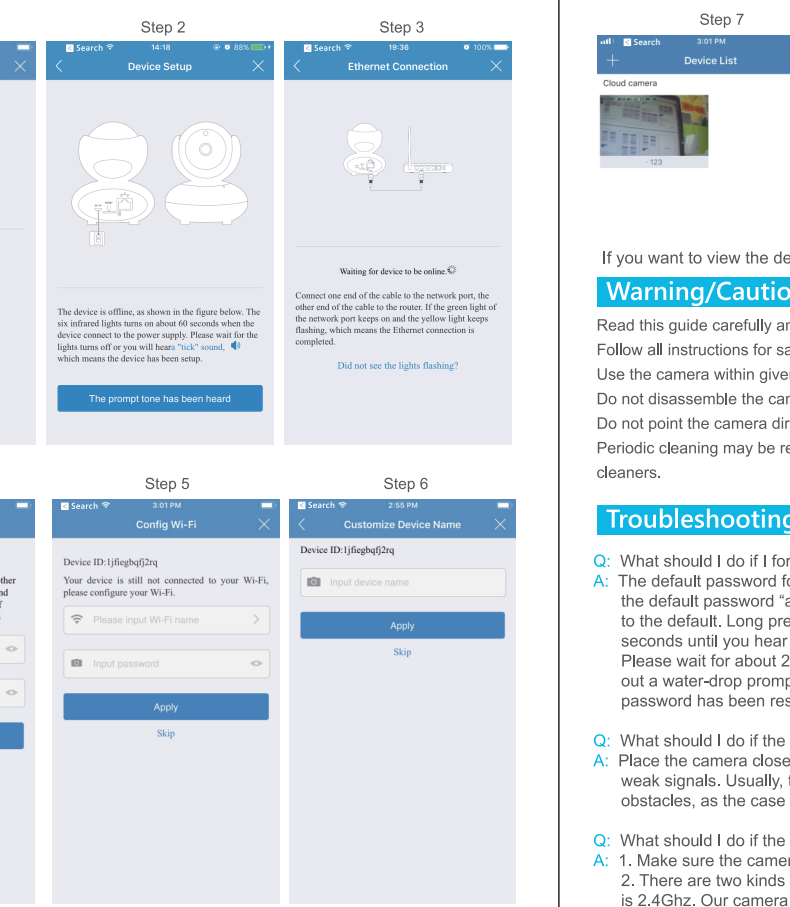 Step 2
Search 14:18 88%
Device Setup
DC-5V RESET
The device is offline, as shown in the figure below. The
six infrared lights turns on about 60 seconds when the
device connect to the power supply. Please wait for the
lights turns off or you will heara "tick" sound,
which means the device has been setup.
The prompt tone has been heard
Step 3
Search 19:36 100%
Ethernet Connection
Waiting for device to be online.
Connect one end of the cable to the network port, the
other end of the cable to the router. If the green light of
the network port keeps on and the yellow light keeps
flashing, which means the Ethernet connection is
completed.
Did not see the lights flashing?
Step 5
Search 3:01 PM
Config Wi-Fi
Device ID:1jfiegbqfj2rq
Your device is still not connected to your Wi-Fi,
please configure your Wi-Fi.
Please input Wi-Fi name
Input password
Apply
Skip
Step 6
Search 2:55 PM
Customize Device Name
Device ID:1jfiegbqfj2rq
Input device name
Apply
Skip
Step 7
Search 3:01 PM
Device List
Cloud camera
123
If you want to view the de
Warning/Cautio
Read this guide carefully an
Follow all instructions for sa
Use the camera within given
Do not disassemble the cam
Do not point the camera dir
Periodic cleaning may be re
cleaners.
Troubleshooting
Q: What should I do if I for
A: The default password fo
the default password “a
to the default. Long pre
seconds until you hear
Please wait for about 2
out a water-drop promp
password has been res
Q: What should I do if the
A: Place the camera close
weak signals. Usually, t
obstacles, as the case
Q: What should I do if the
A: 1. Make sure the camer
2. There are two kinds
is 2.4Ghz. Our camera